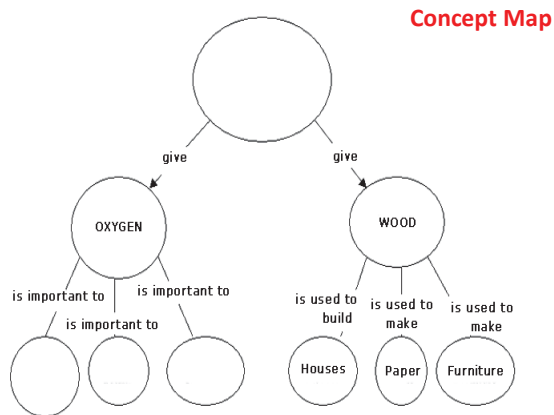 Concept Map
give
give
OXYGEN
WOOD
is important to
is important to
is important to
is used to
build
is used to
make
is used to
make
Houses
Paper
Furniture